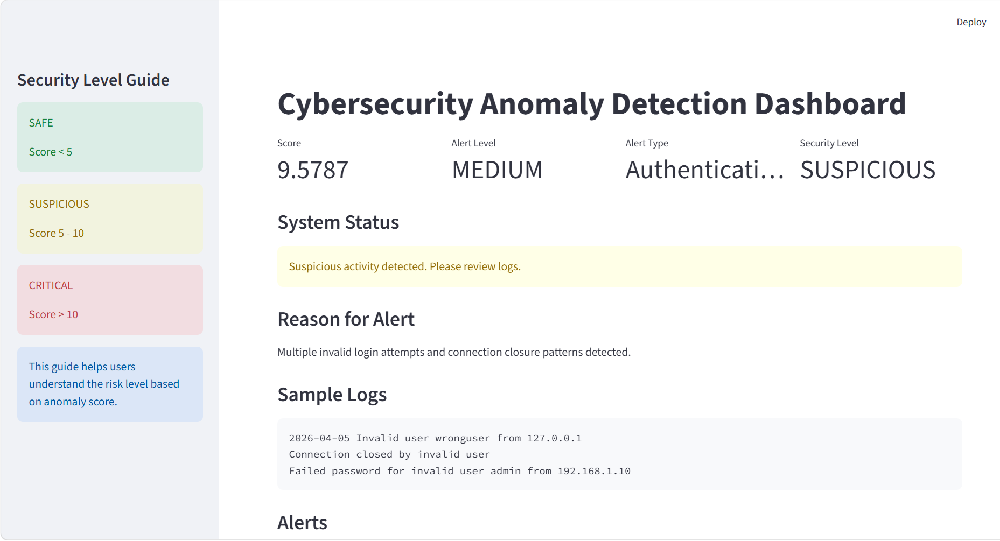 Deploy
Security Level Guide
SAFE
Score < 5
SUSPICIOUS
Score 5 - 10
CRITICAL
Score > 10
This guide helps users
understand the risk level based
on anomaly score.
Cybersecurity Anomaly Detection Dashboard
Score
9.5787
Alert Level
MEDIUM
Alert Type
Authenticati…
Security Level
SUSPICIOUS
System Status
Suspicious activity detected. Please review logs.
Reason for Alert
Multiple invalid login attempts and connection closure patterns detected.
Sample Logs
2026-04-05 Invalid user wronguser from 127.0.0.1
Connection closed by invalid user
Failed password for invalid user admin from 192.168.1.10
Alerts